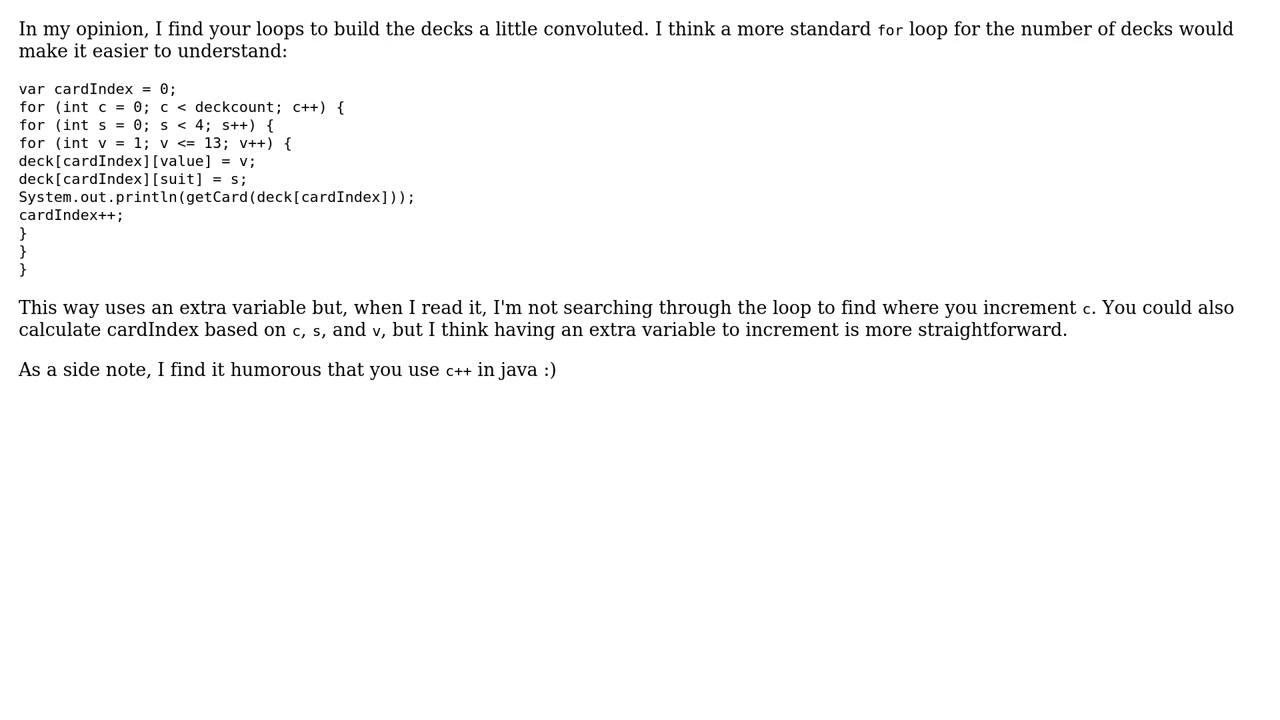 In my opinion, I find your loops to build the decks a little convoluted. I think a more standard for loop for the number of decks would
make it easier to understand:
var cardIndex = 0;
for (int c = 0; c < deckcount; c++) {
for (int s = 0; s < 4; s++) {
for (int v = 1; v <= 13; v++) {
deck[cardIndex][value] = v;
deck[cardIndex][suit] = s;
System.out.println(getCard(deck[cardIndex]));
cardIndex++;
}
}
}
This way uses an extra variable but, when I read it, I'm not searching through the loop to find where you increment c. You could also
calculate cardIndex based on c, s, and v, but I think having an extra variable to increment is more straightforward.
As a side note, I find it humorous that you use c++ in java :)